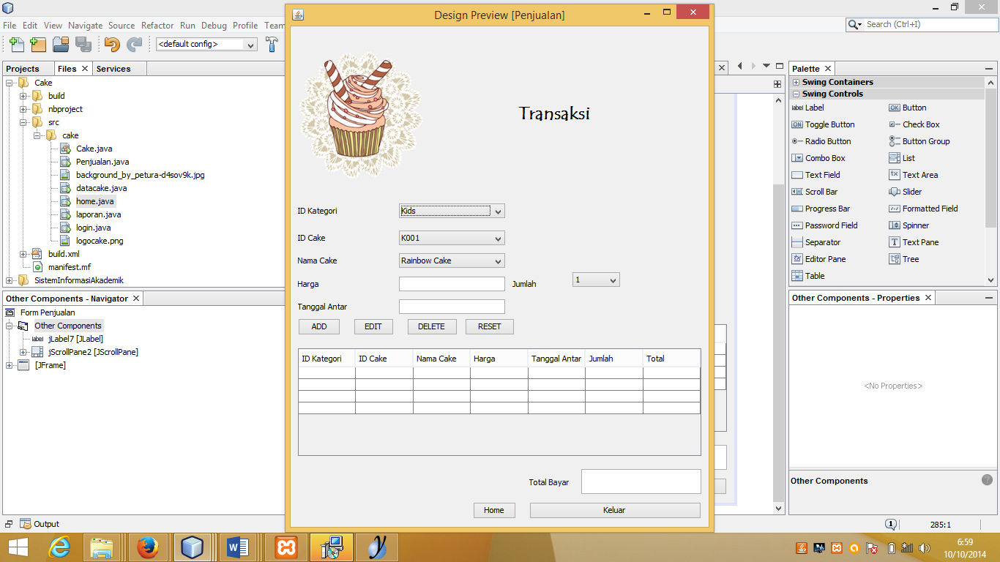 Design Preview [Penjualan]
File Edit View Navigate Source Refactor Run Debug Profile Team
Search (Ctrl+I)
<default config>
Projects Files Services
Cake
build
nbproject
src
cake
Cake.java
Penjualan.java
background_by_petura-d4sov9k.jpg
datacake.java
home.java
laporan.java
login.java
logocake.png
build.xml
manifest.mf
SistemInformasiAkademik
Other Components - Navigator
Form Penjualan
Other Components
label jLabel7 [JLabel]
jScrollPane2 [JScrollPane]
[JFrame]
Output
Transaksi
ID Kategori Kids
ID Cake K001
Nama Cake Rainbow Cake
Harga Jumlah 1
Tanggal Antar
ADD EDIT DELETE RESET
ID Kategori ID Cake Nama Cake Harga Tanggal Antar Jumlah Total
Total Bayar
Home Keluar
Palette
Swing Containers
Swing Controls
label Label OK Button
ON Toggle Button Check Box
Radio Button Button Group
Combo Box List
Text Field Text Area
Scroll Bar Slider
Progress Bar Formatted Field
Password Field Spinner
Separator T Text Pane
Editor Pane Tree
Table
Other Components - Properties
<No Properties>
Other Components
?
1 285:1
6:59
10/10/2014